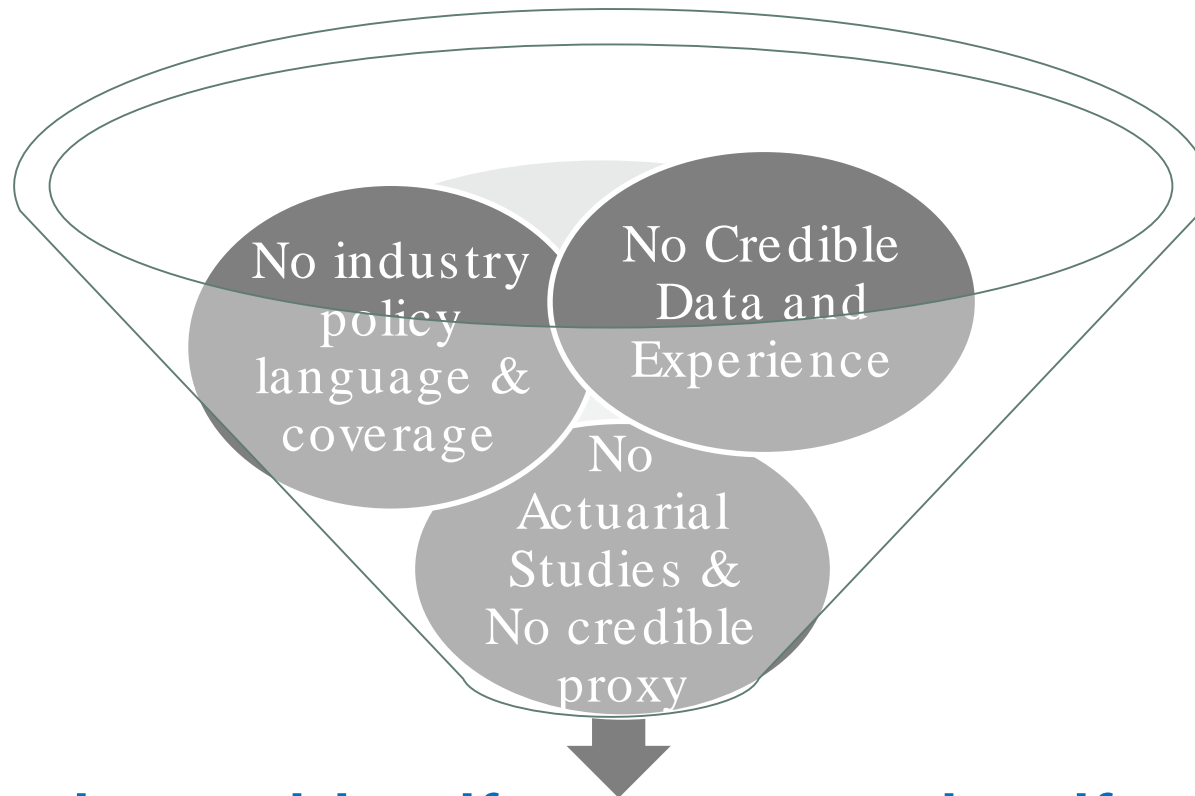 No industry
policy
language &
coverage
No Credible
Data and
Experience
No
Actuarial
Studies &
No credible
proxy